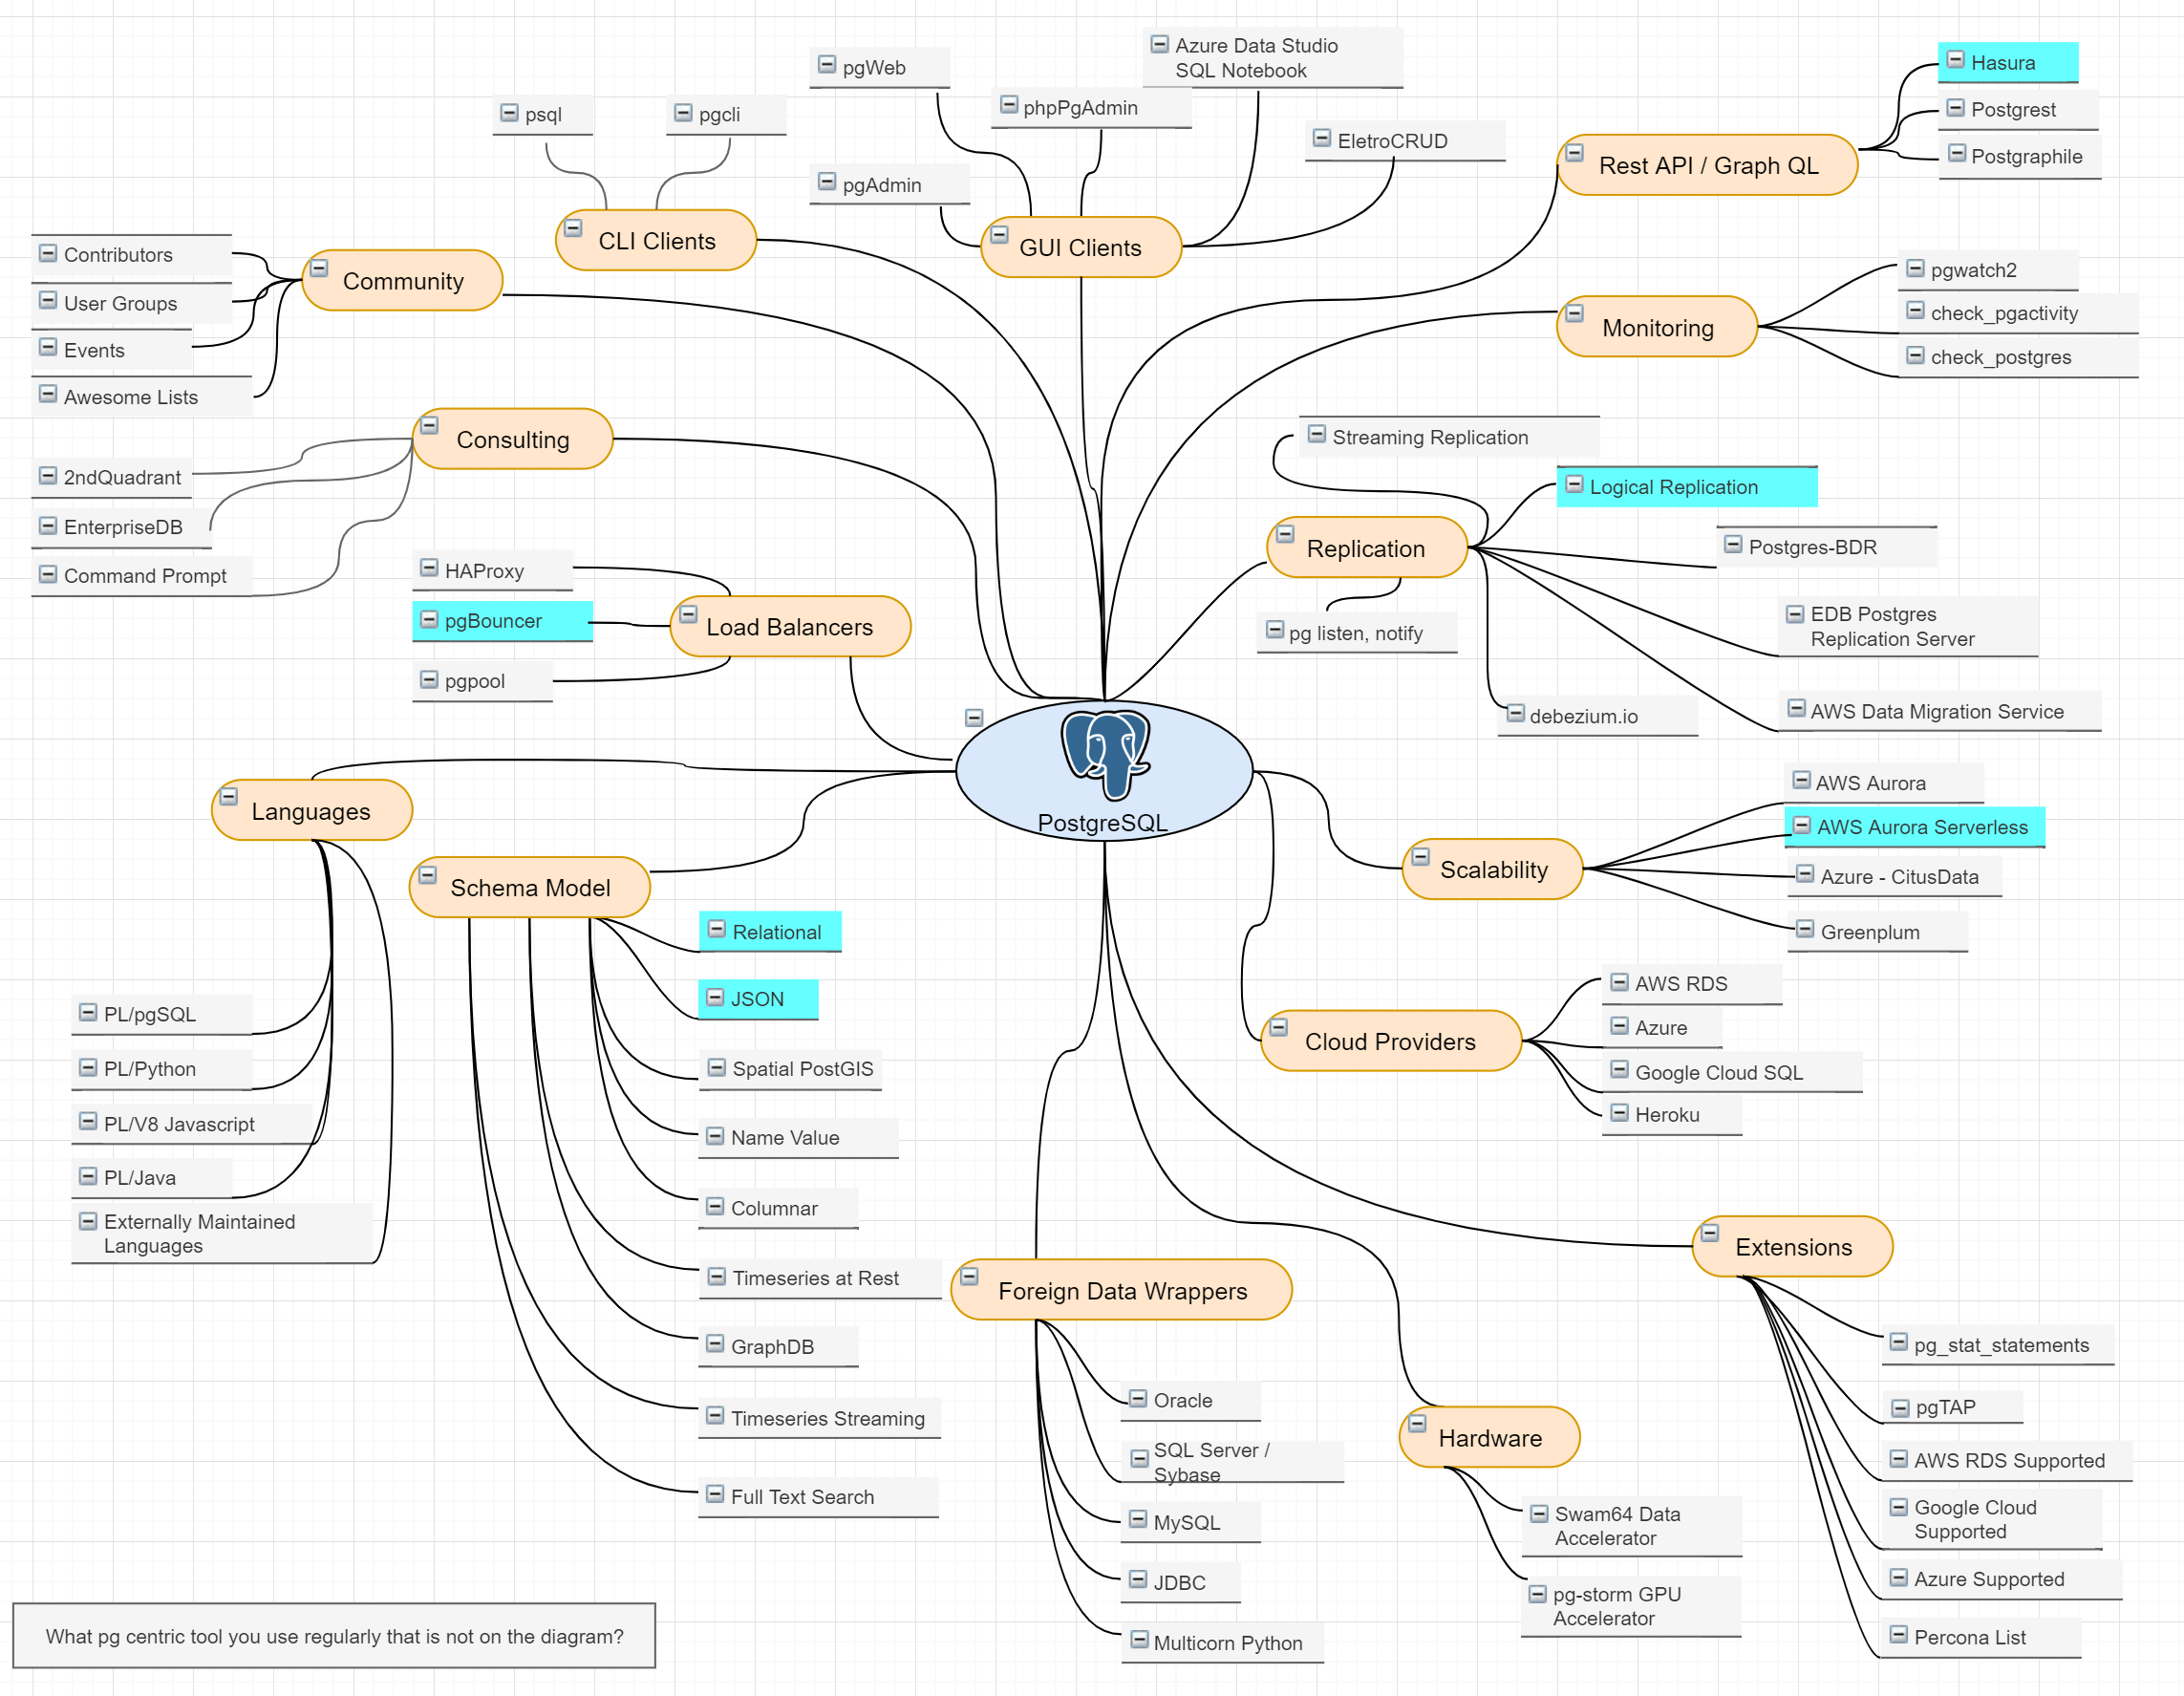 pgWeb
Azure Data Studio
SQL Notebook
Hasura
psql
pgcli
phpPgAdmin
Postgrest
EletroCRUD
Postgraphile
Rest API / Graph QL
pgAdmin
CLI Clients
GUI Clients
Contributors
Community
User Groups
Events
Awesome Lists
pgwatch2
Monitoring
check_pgactivity
check_postgres
Consulting
2ndQuadrant
EnterpriseDB
Command Prompt
Streaming Replication
Logical Replication
Postgres-BDR
Replication
EDB Postgres
Replication Server
pg listen, notify
debezium.io
AWS Data Migration Service
HAProxy
pgBouncer
Load Balancers
pgpool
PostgreSQL
Languages
AWS Aurora
AWS Aurora Serverless
Scalability
Azure - CitusData
Greenplum
Schema Model
Relational
JSON
Spatial PostGIS
Name Value
Columnar
Timeseries at Rest
GraphDB
Timeseries Streaming
Full Text Search
PL/pgSQL
PL/Python
PL/V8 Javascript
PL/Java
Externally Maintained
Languages
AWS RDS
Azure
Cloud Providers
Google Cloud SQL
Heroku
Extensions
pg_stat_statements
pgTAP
AWS RDS Supported
Google Cloud
Supported
Azure Supported
Percona List
Foreign Data Wrappers
Oracle
SQL Server /
Sybase
MySQL
JDBC
Multicorn Python
Hardware
Swam64 Data
Accelerator
pg-storm GPU
Accelerator
What pg centric tool you use regularly that is not on the diagram?